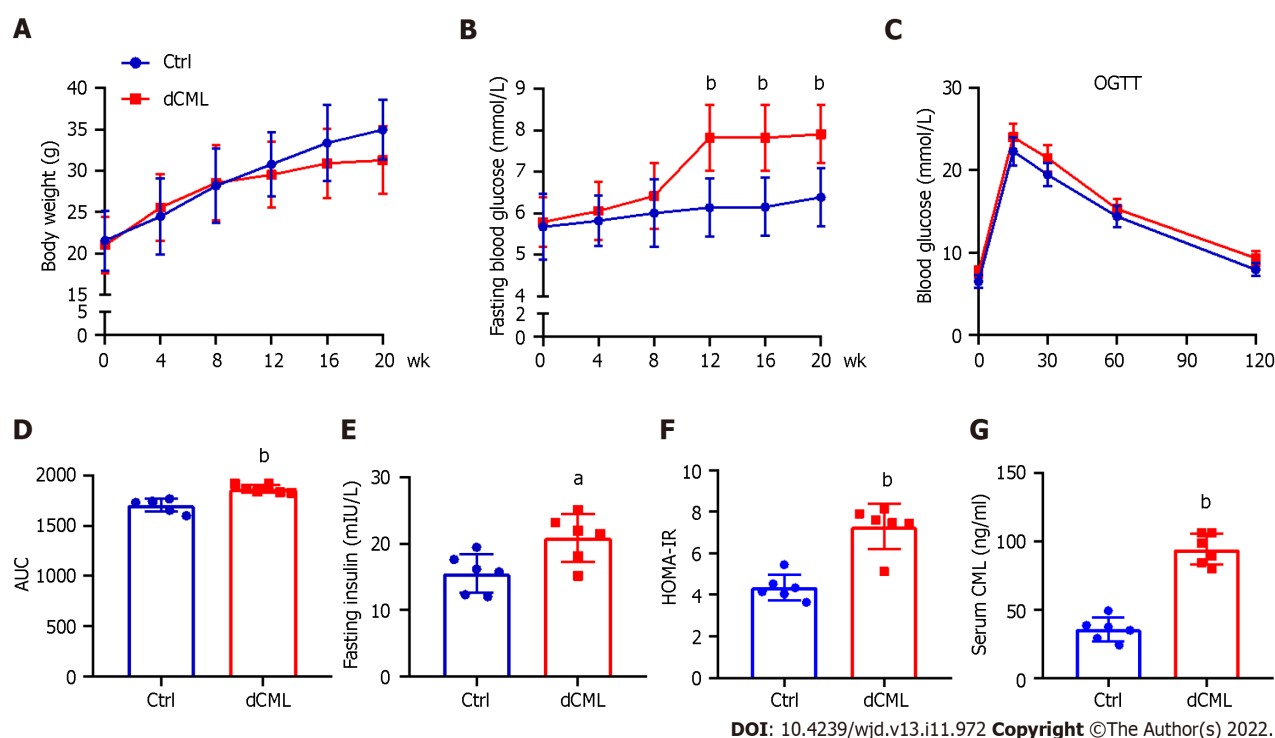 A
Ctrl
dCML
Body weight (g)
40
35
30
25
20
15
5
0
0 4 8 12 16 20 wk
B
Fasting blood glucose (mmol/L)
b b b
9
8
7
6
5
4
2
0
0 4 8 12 16 20 wk
C
OGTT
Blood glucose (mmol/L)
30
20
10
0
0 30 60 90 120
D
b
AUC
2000
1500
1000
500
0
Ctrl dCML
E
a
Fasting insulin (mIU/L)
30
20
10
0
Ctrl dCML
F
b
HOMA-IR
10
8
6
4
2
0
Ctrl dCML
G
b
Serum CML (ng/ml)
150
100
50
0
Ctrl dCML
DOI: 10.4239/wjd.v13.i11.972 Copyright ©The Author(s) 2022.